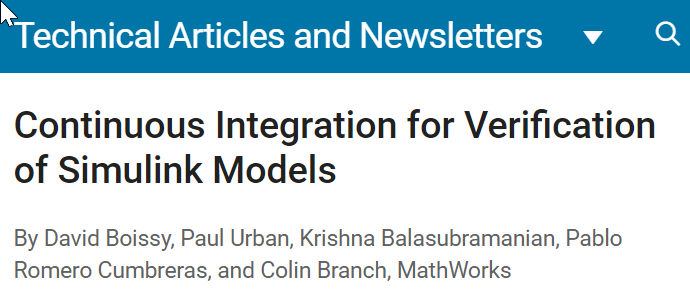 Technical Articles and Newsletters
Continuous Integration for Verification
of Simulink Models
By David Boissy, Paul Urban, Krishna Balasubramanian, Pablo
Romero Cumbreras, and Colin Branch, MathWorks